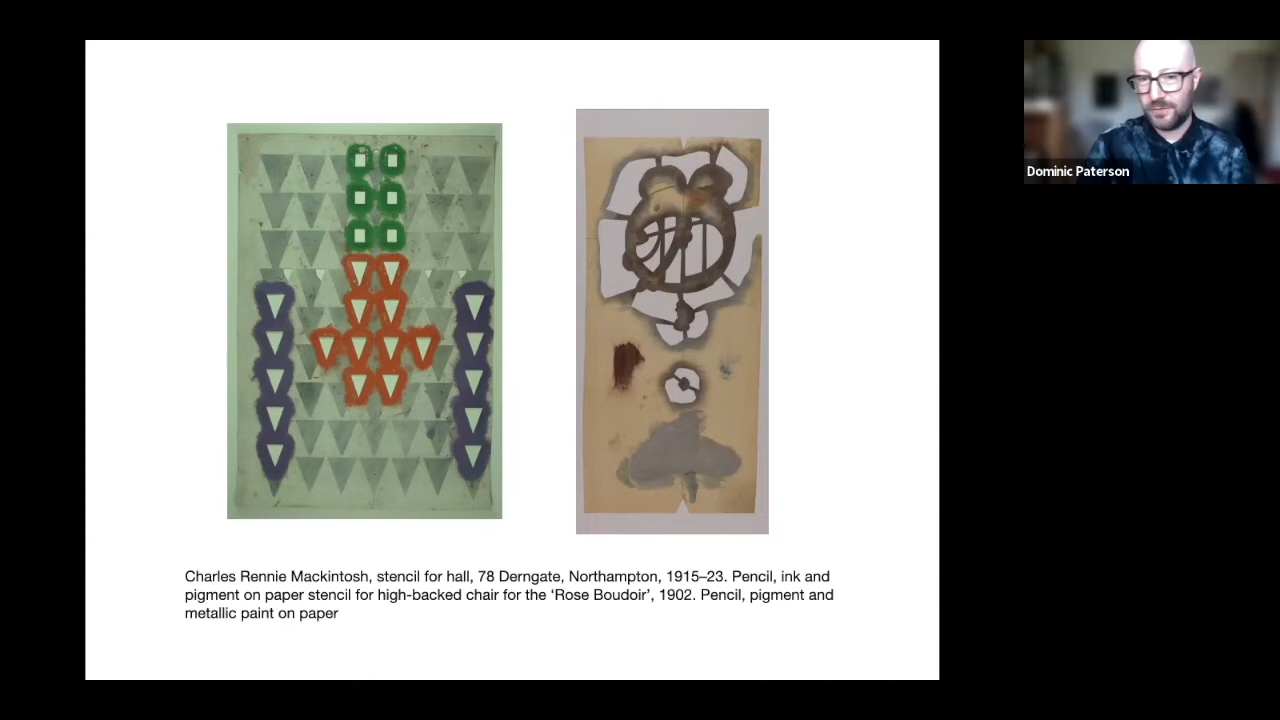 Dominic Paterson
Charles Rennie Mackintosh, stencil for hall, 78 Derngate, Northampton, 1915–23. Pencil, ink and
pigment on paper stencil for high-backed chair for the ‘Rose Boudoir’, 1902. Pencil, pigment and
metallic paint on paper